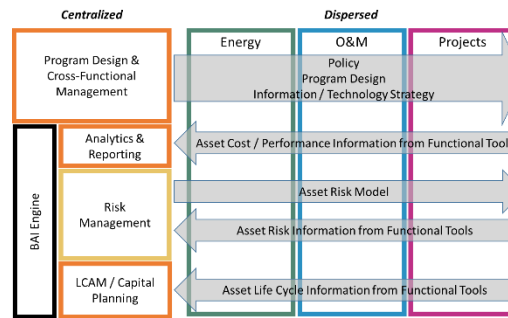 Centralized
Dispersed
Program Design &
Cross-Functional
Management
Energy
O&M
Projects
Policy
Program Design
Information / Technology Strategy
BAI Engine
Analytics &
Reporting
Asset Cost / Performance Information from Functional Tool
Risk
Management
Asset Risk Model
Asset Risk Information from Functional Tools
LCAM / Capital
Planning
Asset Life Cycle Information from Functional Tools